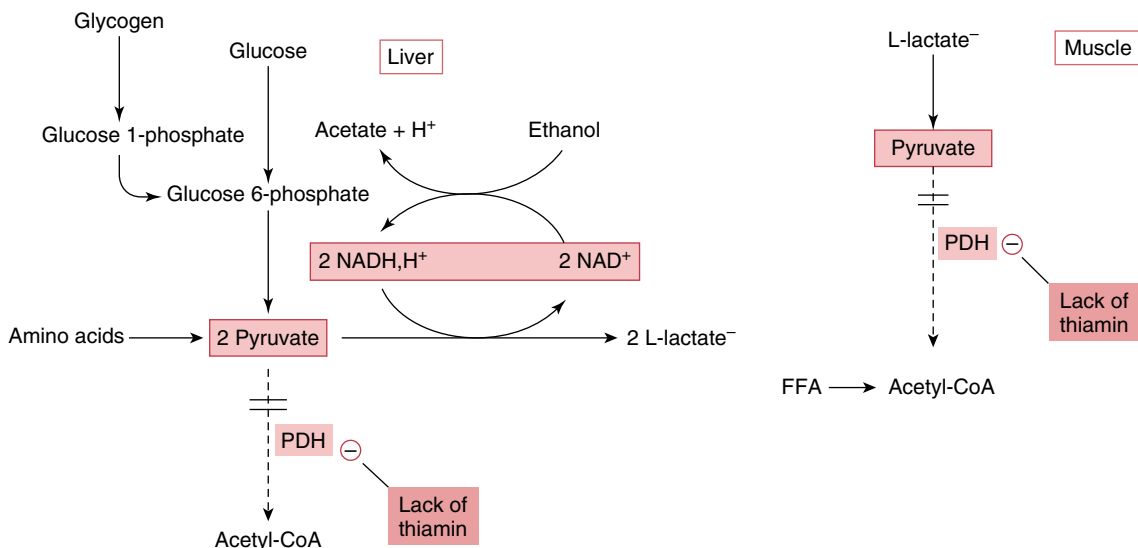 Glycogen
Glucose
Liver
Glucose 1-phosphate
Acetate + H⁺
Ethanol
Glucose 6-phosphate
2 NADH,H⁺
2 NAD⁺
Amino acids
2 Pyruvate
2 L-lactate⁻
PDH
−
Lack of
thiamin
Acetyl-CoA
L-lactate⁻
Muscle
Pyruvate
PDH
−
Lack of
thiamin
FFA
Acetyl-CoA